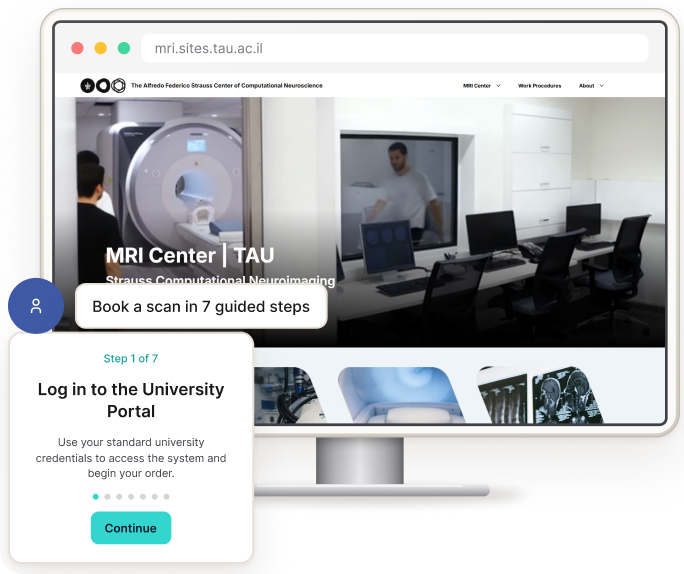 mri.sites.tau.ac.il
The Alfredo Federico Strauss Center of Computational Neuroscience
MRI Center
Work Procedures
About
MRI Center | TAU
Strauss Computational Neuroimaging
Book a scan in 7 guided steps
Step 1 of 7
Log in to the University
Portal
Use your standard university
credentials to access the system and
begin your order.
Continue